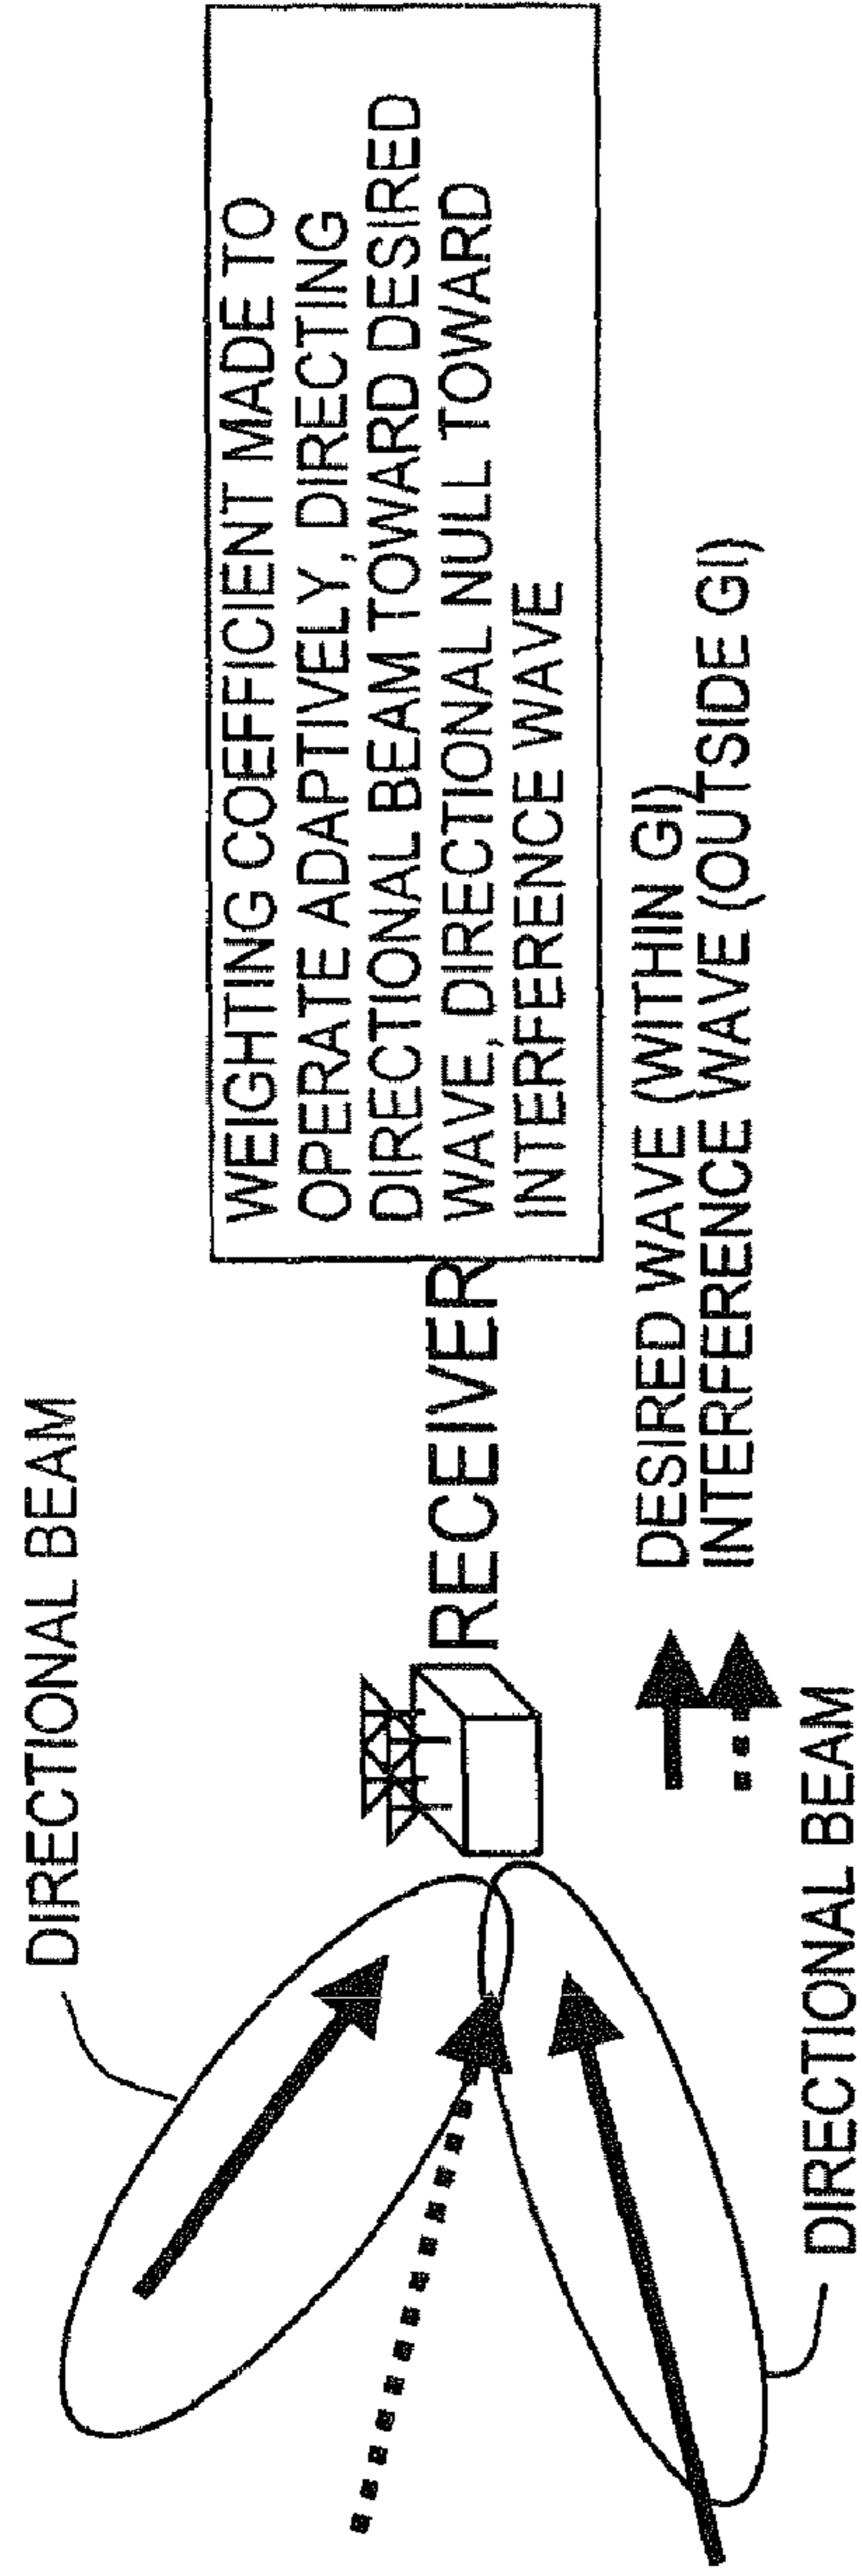 DIRECTIONAL BEAM
WEIGHTING COEFFICIENT MADE TO
OPERATE ADAPTIVELY, DIRECTING
DIRECTIONAL BEAM TOWARD DESIRED
WAVE, DIRECTIONAL NULL TOWARD
INTERFERENCE WAVE
RECEIVER
DESIRED WAVE (WITHIN GI)
INTERFERENCE WAVE (OUTSIDE GI)
DIRECTIONAL BEAM